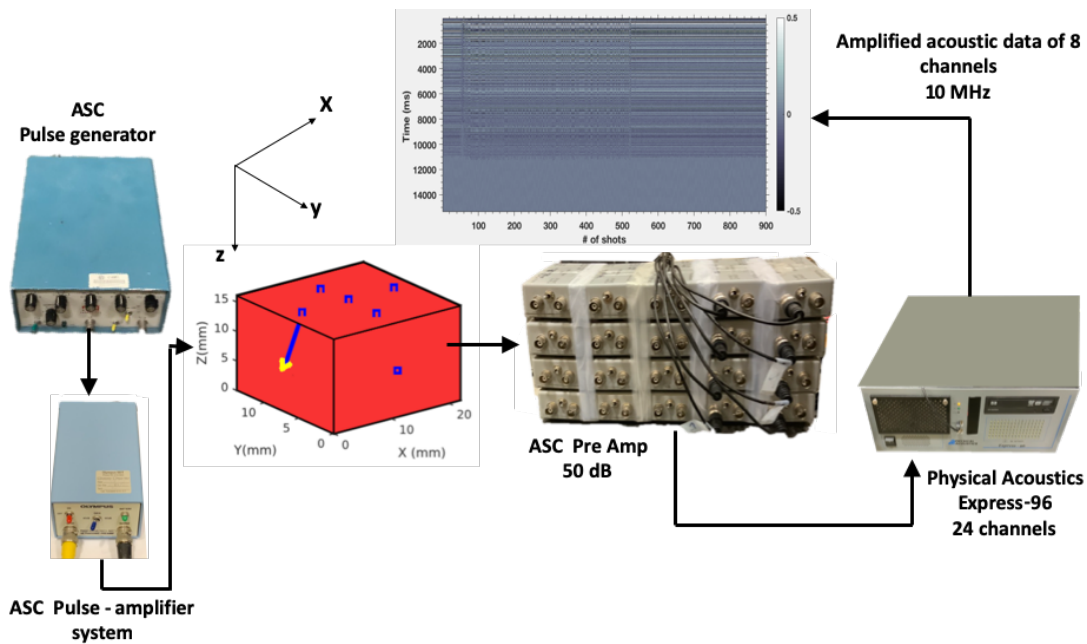 ASC
Pulse generator
X
y
z
2000
4000
6000
8000
10000
12000
14000
Time (ms)
100 200 300 400 500 600 700 800 900
# of shots
0.5
0
-0.5
Amplified acoustic data of 8
channels
10 MHz
15
10
5
0
Z(mm)
10
5
0
Y(mm)
0
10
20
X (mm)
OLYMPUS
ASC Pulse - amplifier
system
ASC Pre Amp
50 dB
Physical Acoustics
Express-96
24 channels